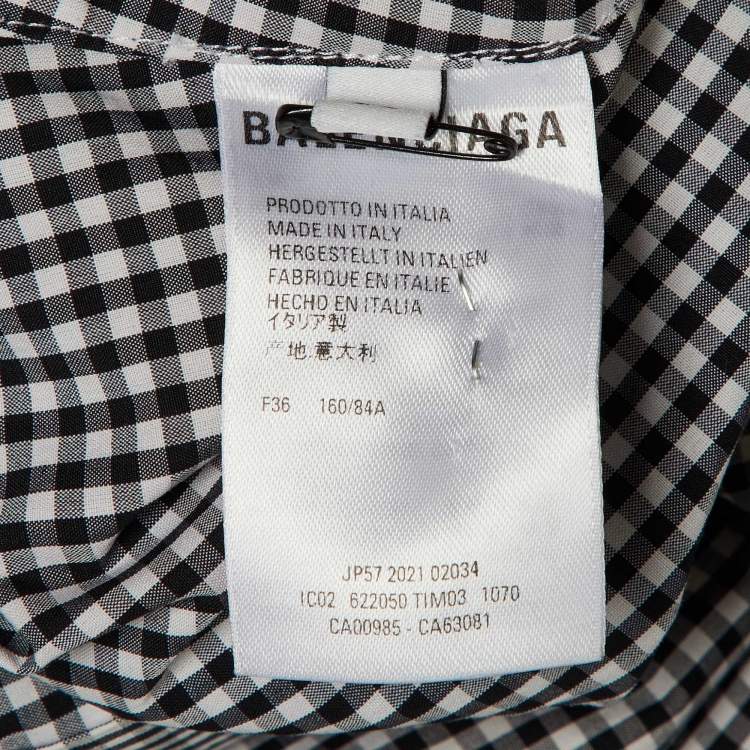 BALENCIAGA
PRODOTTO IN ITALIA
MADE IN ITALY
HERGESTELLT IN ITALIEN
FABRIQUE EN ITALIE
HECHO EN ITALIA
イタリア製
产地.意大利
F36 160/84A
JP57 2021 02034
IC02 622050 TIM03 1070
CA00985 - CA63081